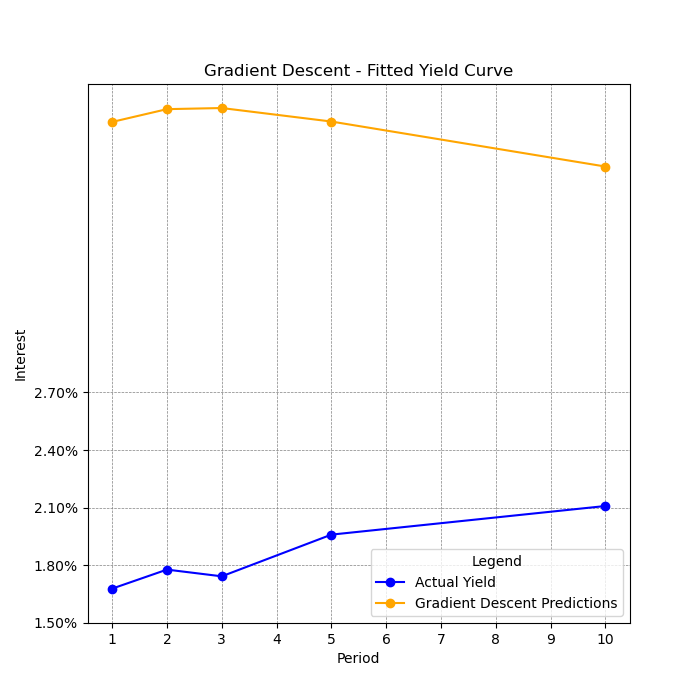 Gradient Descent - Fitted Yield Curve
Interest
2.70%
2.40%
2.10%
1.80%
1.50%
Legend
Actual Yield
Gradient Descent Predictions
1 2 3 4 5 6 7 8 9 10
Period